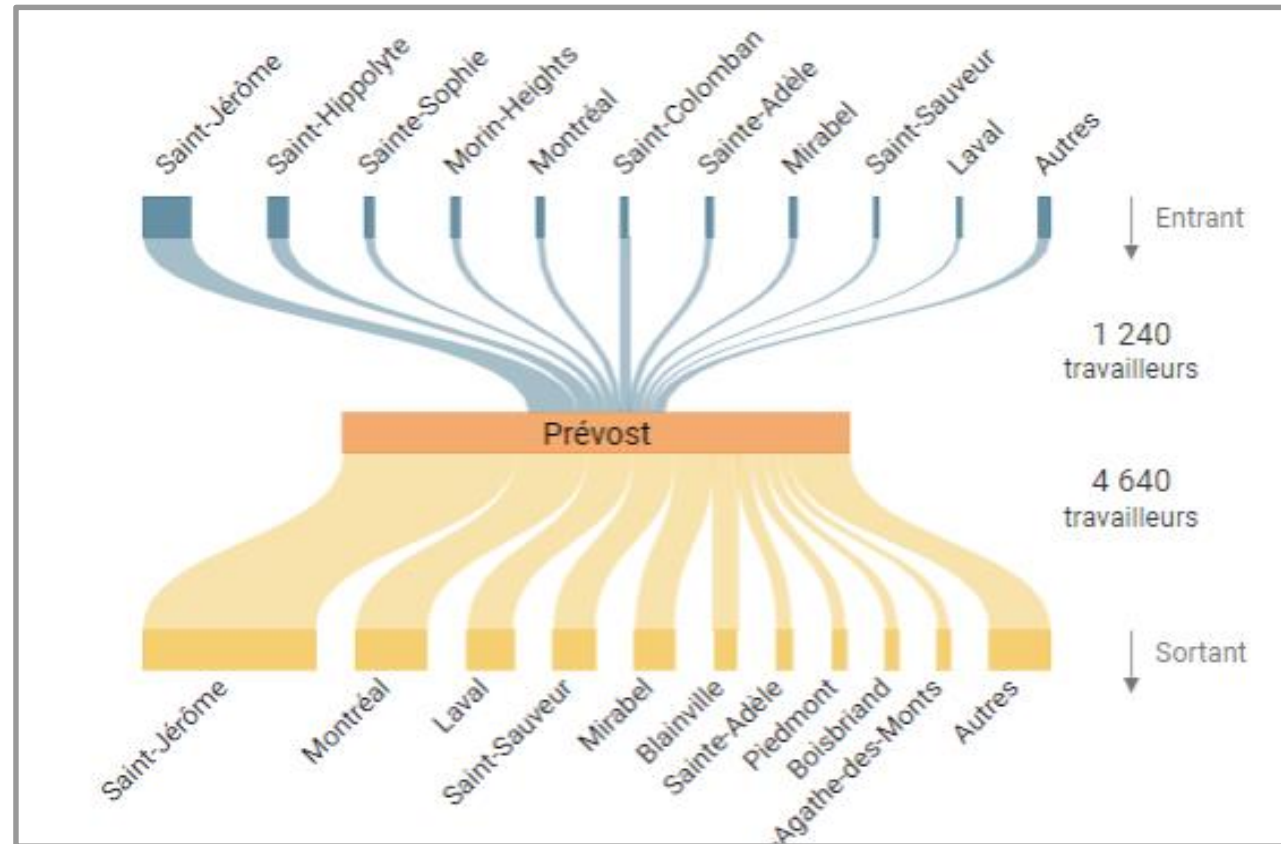 Saint-Jérôme
Saint-Hippolyte
Sainte-Sophie
Morin-Heights
Montréal
Saint-Colomban
Sainte-Adèle
Mirabel
Saint-Sauveur
Laval
Autres
Entrant
1 240
travailleurs
Prévost
4 640
travailleurs
Sortant
Saint-Jérôme
Montréal
Laval
Saint-Sauveur
Mirabel
Blainville
Sainte-Adèle
Piedmont
Boisbriand
-Agathe-des-Monts
Autres